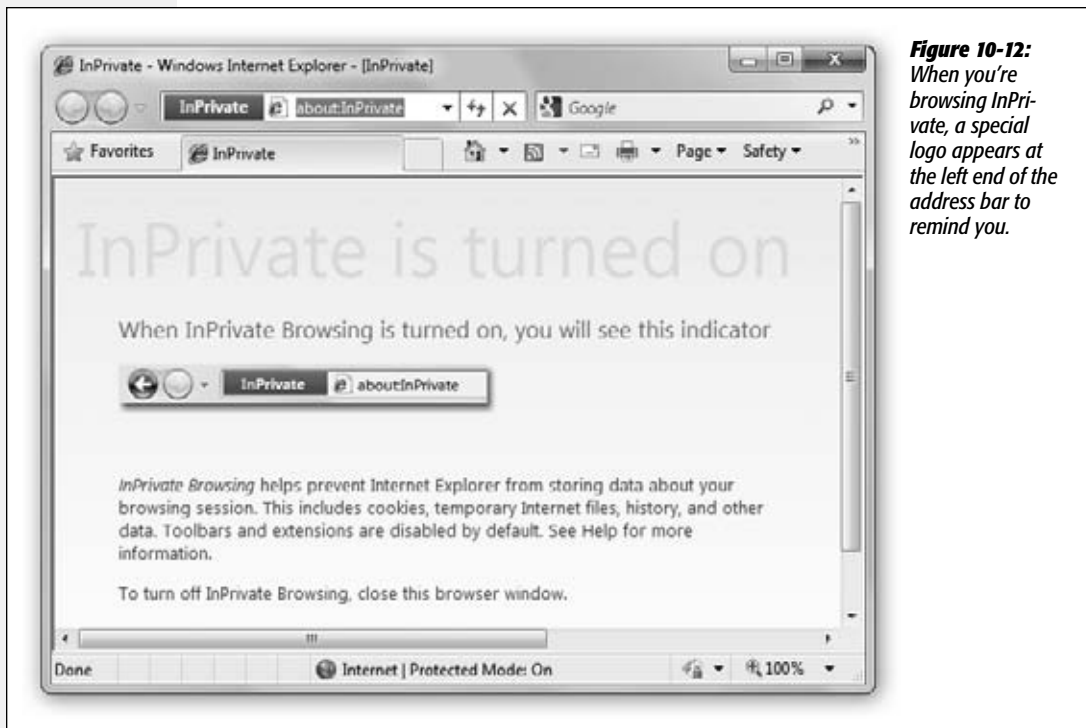 InPrivate - Windows Internet Explorer - [InPrivate]
InPrivate about:InPrivate Google
Favorites InPrivate Page Safety
InPrivate is turned on
When InPrivate Browsing is turned on, you will see this indicator
InPrivate about:InPrivate
InPrivate Browsing helps prevent Internet Explorer from storing data about your
browsing session. This includes cookies, temporary Internet files, history, and other
data. Toolbars and extensions are disabled by default. See Help for more
information.
To turn off InPrivate Browsing, close this browser window.
Done Internet | Protected Mode: On 100%
Figure 10-12:
When you're
browsing InPri-
vate, a special
logo appears at
the left end of the
address bar to
remind you.